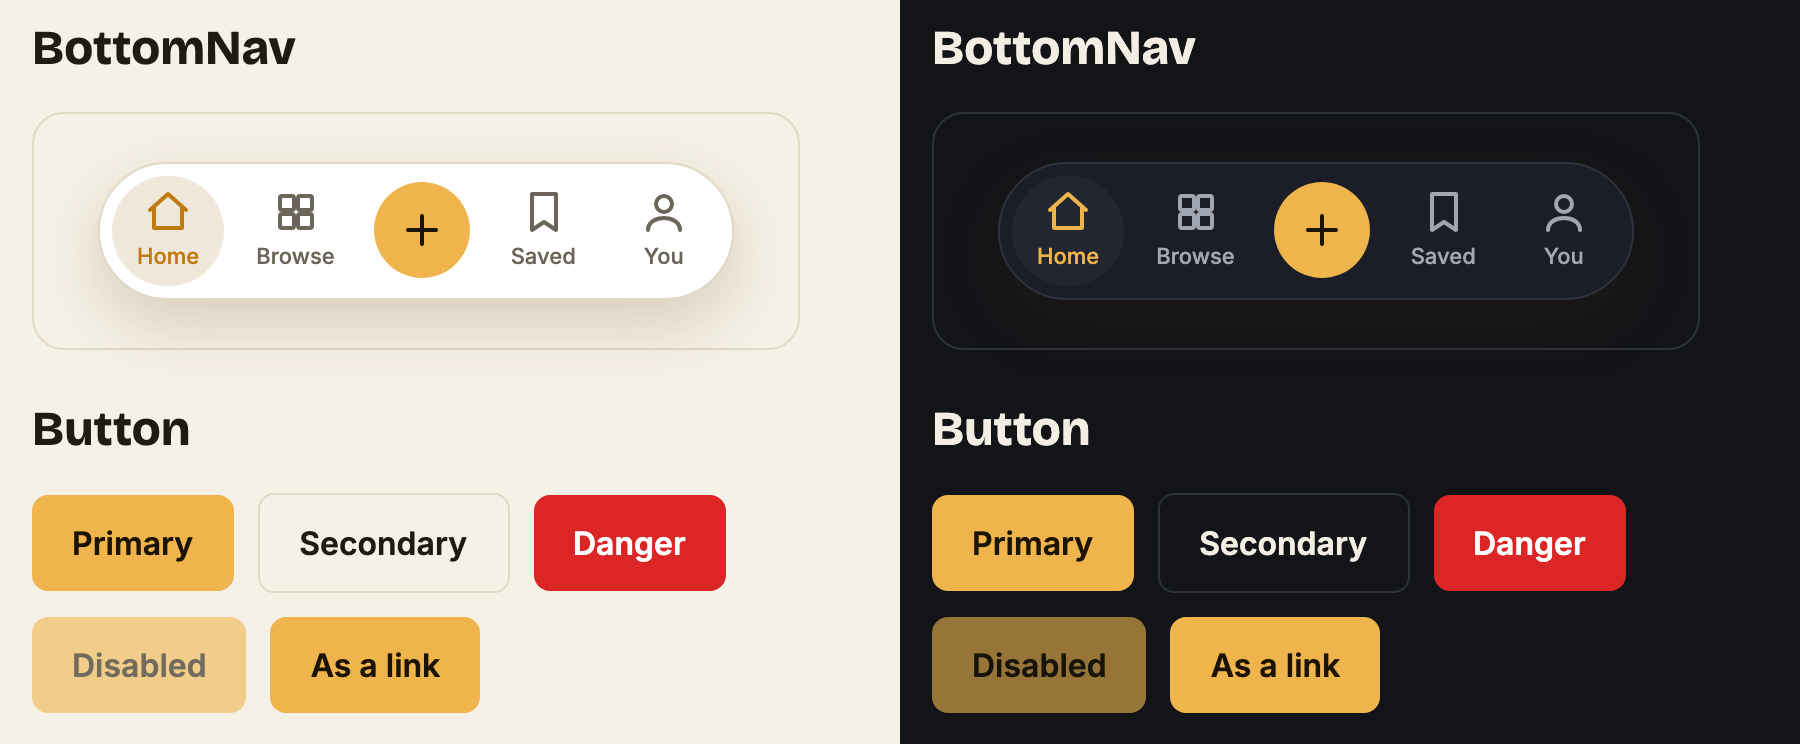 BottomNav
Home Browse Saved You
Button
Primary Secondary Danger
Disabled As a link
BottomNav
Home Browse Saved You
Button
Primary Secondary Danger
Disabled As a link